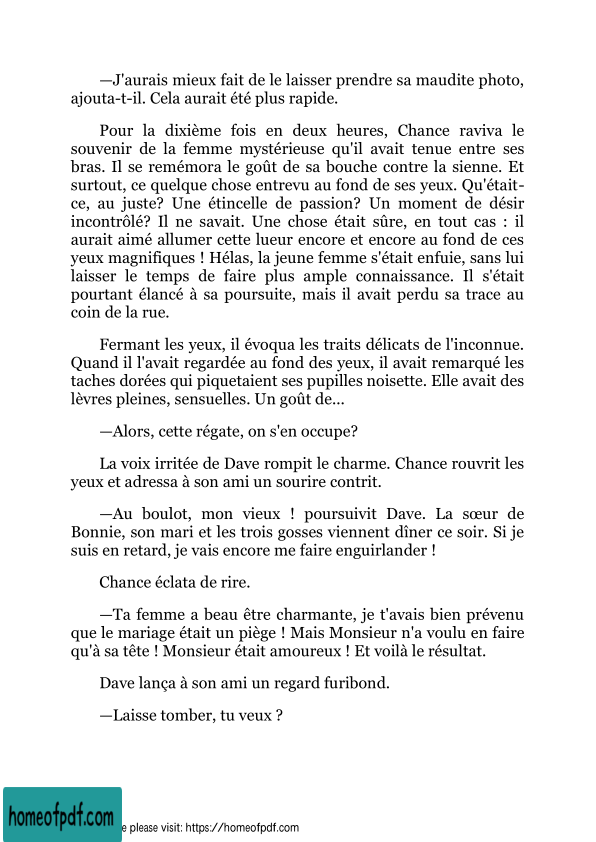 —J'aurais mieux fait de le laisser prendre sa maudite photo,
ajouta-t-il. Cela aurait été plus rapide.
Pour la dixième fois en deux heures, Chance raviva le
souvenir de la femme mystérieuse qu'il avait tenue entre ses
bras. Il se remémora le goût de sa bouche contre la sienne. Et
surtout, ce quelque chose entrevu au fond de ses yeux. Qu'était-
ce, au juste? Une étincelle de passion? Un moment de désir
incontrôlé? Il ne savait. Une chose était sûre, en tout cas : il
aurait aimé allumer cette lueur encore et encore au fond de ces
yeux magnifiques ! Hélas, la jeune femme s'était enfuie, sans lui
laisser le temps de faire plus ample connaissance. Il s'était
pourtant élancé à sa poursuite, mais il avait perdu sa trace au
coin de la rue.
Fermant les yeux, il évoqua les traits délicats de l'inconnue.
Quand il l'avait regardée au fond des yeux, il avait remarqué les
taches dorées qui piquetaient ses pupilles noisette. Elle avait des
lèvres pleines, sensuelles. Un goût de...
—Alors, cette régate, on s'en occupe?
La voix irritée de Dave rompit le charme. Chance rouvrit les
yeux et adressa à son ami un sourire contrit.
—Au boulot, mon vieux ! poursuivit Dave. La sœur de
Bonnie, son mari et les trois gosses viennent dîner ce soir. Si je
suis en retard, je vais encore me faire enguirlander !
Chance éclata de rire.
—Ta femme a beau être charmante, je t'avais bien prévenu
que le mariage était un piège ! Mais Monsieur n'a voulu en faire
qu'à sa tête ! Monsieur était amoureux ! Et voilà le résultat.
Dave lança à son ami un regard furibond.
—Laisse tomber, tu veux ?
homeofpdf.com
e please visit: https://homeofpdf.com